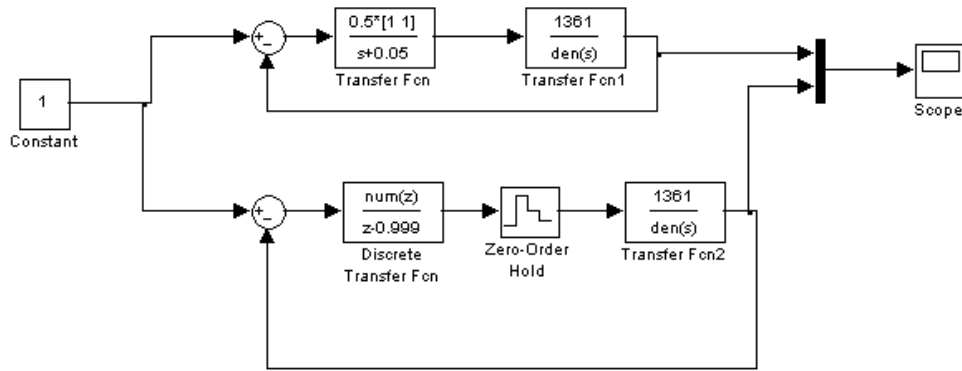 0.5*[1 1]
s+0.05
Transfer Fcn
1361
den(s)
Transfer Fcn1
+
−
1
Constant
Scope
+
−
num(z)
z-0.999
Discrete
Transfer Fcn
Zero-Order
Hold
1361
den(s)
Transfer Fcn2